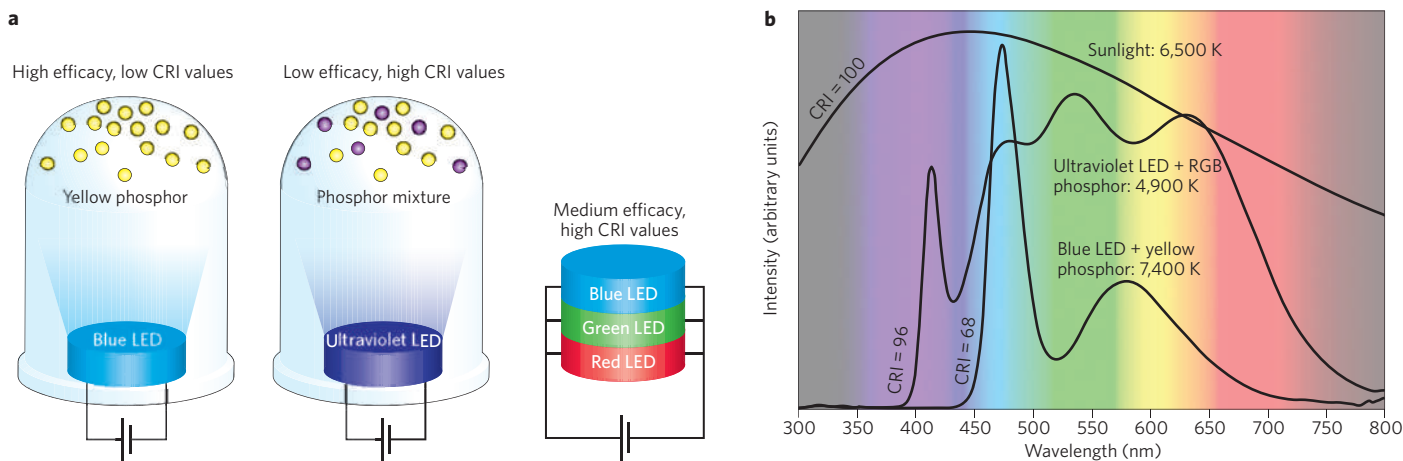 a
High efficacy, low CRI values
Yellow phosphor
Blue LED
Low efficacy, high CRI values
Phosphor mixture
Ultraviolet LED
Medium efficacy,
high CRI values
Blue LED
Green LED
Red LED
b
Intensity (arbitrary units)
CRI = 100
Sunlight: 6,500 K
Ultraviolet LED + RGB
phosphor: 4,900 K
Blue LED + yellow
phosphor: 7,400 K
CRI = 96
CRI = 68
300 350 400 450 500 550 600 650 700 750 800
Wavelength (nm)